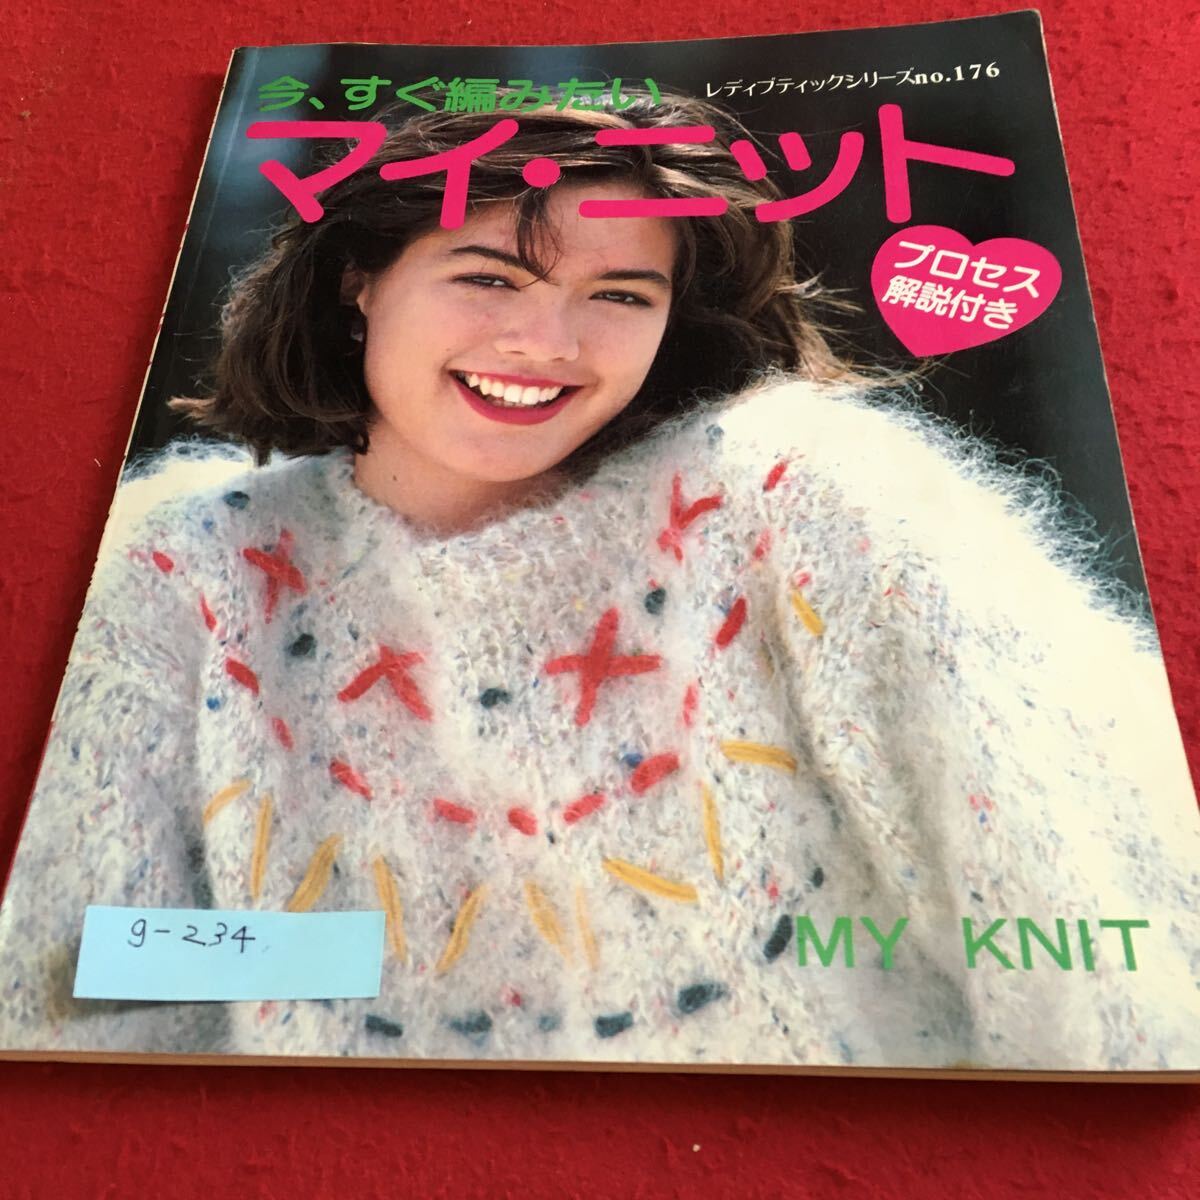 今、すぐ編みたい
レディブティックシリーズno.176
マイ・ニット
プロセス
解説付き
g-234
MY KNIT